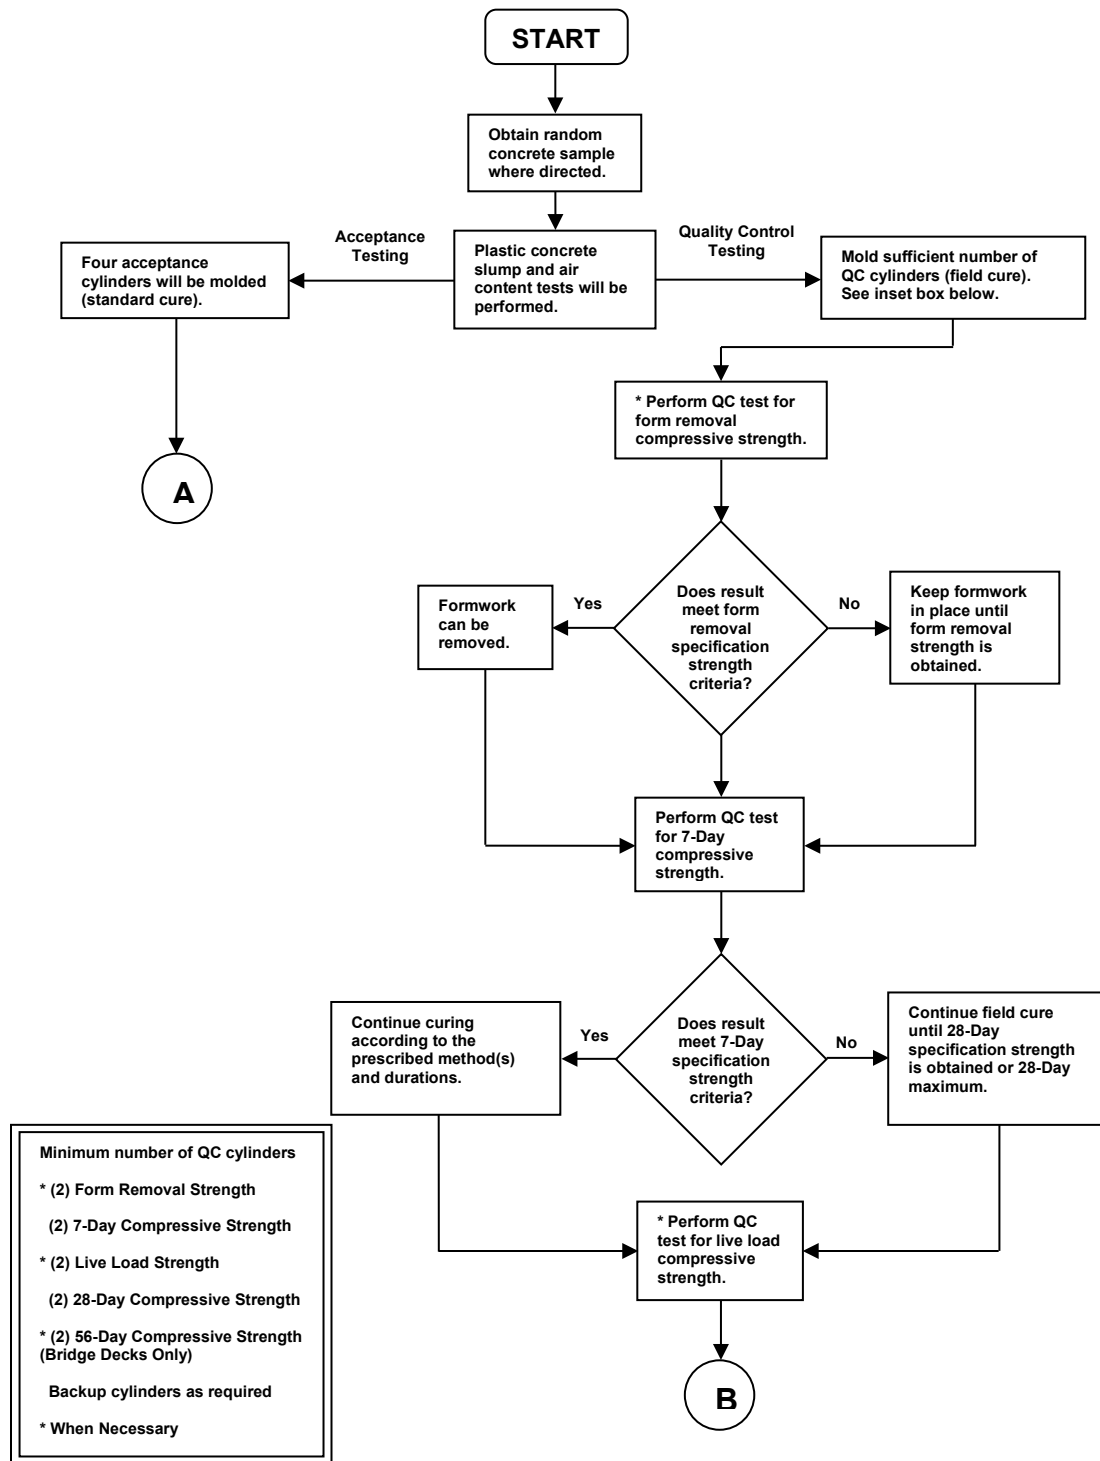 START
Obtain random
concrete sample
where directed.
Acceptance
Testing
Quality Control
Testing
Four acceptance
cylinders will be molded
(standard cure).
Plastic concrete
slump and air
content tests will be
performed.
Mold sufficient number of
QC cylinders (field cure).
See inset box below.
* Perform QC test for
form removal
compressive strength.
A
Does result
meet form
removal
specification
strength
criteria?
Yes
No
Formwork
can be
removed.
Keep formwork
in place until
form removal
strength is
obtained.
Perform QC test
for 7-Day
compressive
strength.
Does result
meet 7-Day
specification
strength
criteria?
Yes
No
Continue curing
according to the
prescribed method(s)
and durations.
Continue field cure
until 28-Day
specification strength
is obtained or 28-Day
maximum.
* Perform QC
test for live load
compressive
strength.
B
Minimum number of QC cylinders
* (2) Form Removal Strength
(2) 7-Day Compressive Strength
* (2) Live Load Strength
(2) 28-Day Compressive Strength
* (2) 56-Day Compressive Strength
(Bridge Decks Only)
Backup cylinders as required
* When Necessary